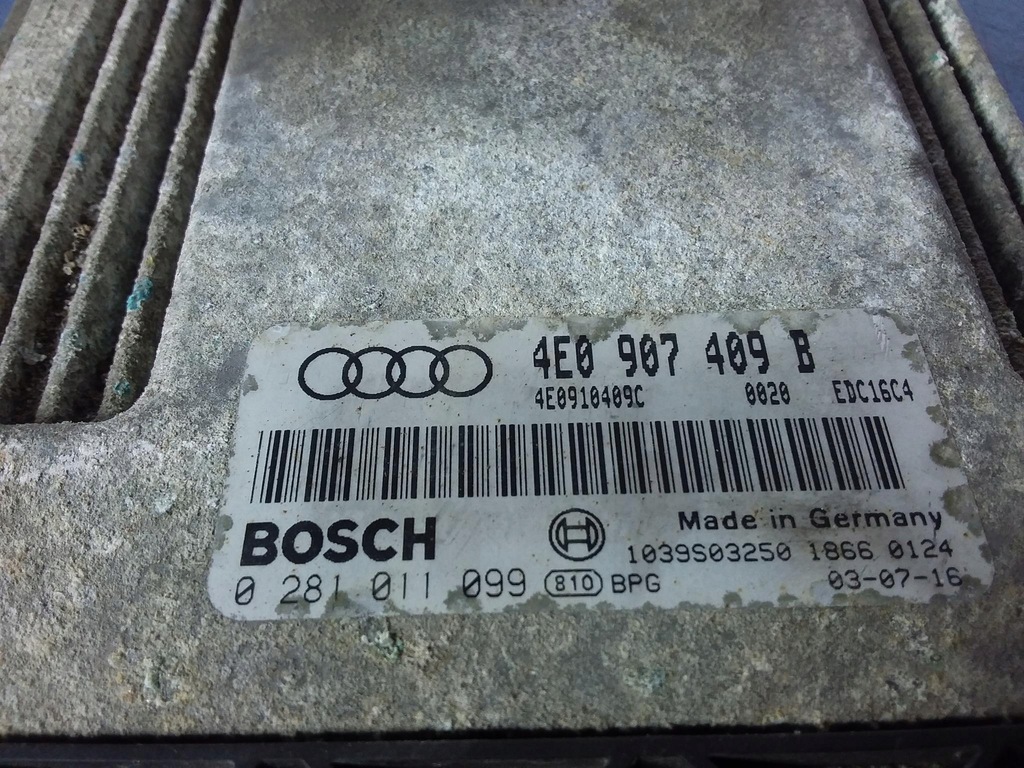 4E0 907 409 B
4E0910409C 0020 EDC16C4
BOSCH
Made in Germany
1039S03250 1866 0124
0 281 011 099 810 BPG
03-07-16